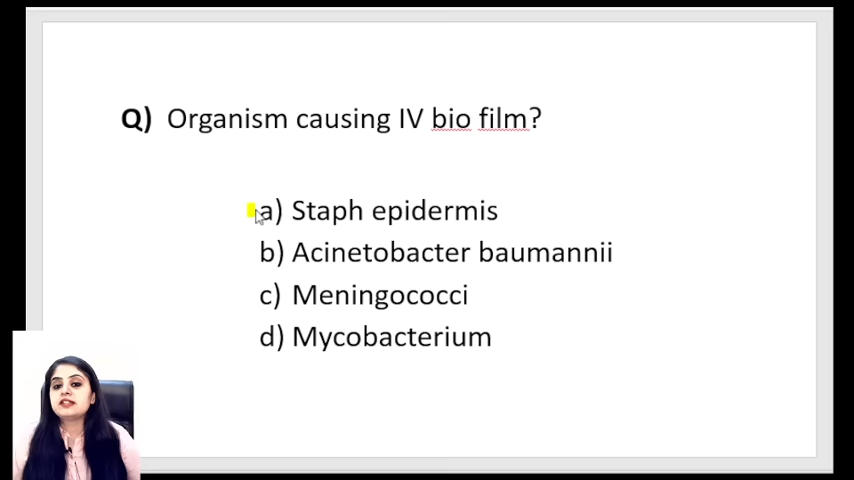 Q) Organism causing IV bio film?
a) Staph epidermis
b) Acinetobacter baumannii
c) Meningococci
d) Mycobacterium